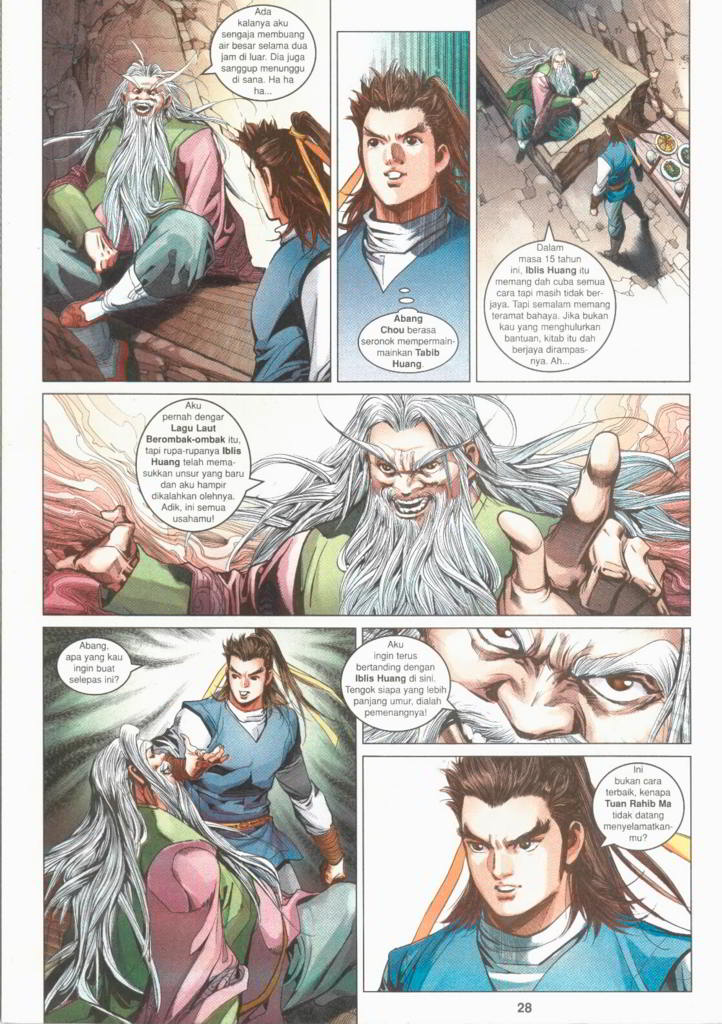 Ada
kalanya aku
sengaja membuang
air besar selama dua
jam di luar. Dia juga
sanggup menunggu
di sana. Ha ha
ha...
Abang
Chou berasa
seronok mempermain-
mainkan Tabib
Huang.
Dalam
masa 15 tahun
ini, Iblis Huang itu
memang dah cuba semua
cara tapi masih tidak ber-
jaya. Tapi semalam memang
teramat bahaya. Jika bukan
kau yang menghulurkan
bantuan, kitab itu dah
berjaya dirampas-
nya. Ah...
Aku
pernah dengar
Lagu Laut
Berombak-ombak itu,
tapi rupa-rupanya Iblis
Huang telah mema-
sukkan unsur yang baru
dan aku hampir
dikalahkan olehnya.
Adik, ini semua
usahamu!
Abang,
apa yang kau
ingin buat
selepas ini?
Aku
ingin terus
bertanding dengan
Iblis Huang di sini.
Tengok siapa yang lebih
panjang umur, dialah
pemenangnya!
Ini
bukan cara
terbaik, kenapa
Tuan Rahib Ma
tidak datang
menyelamatkan-
mu?
28